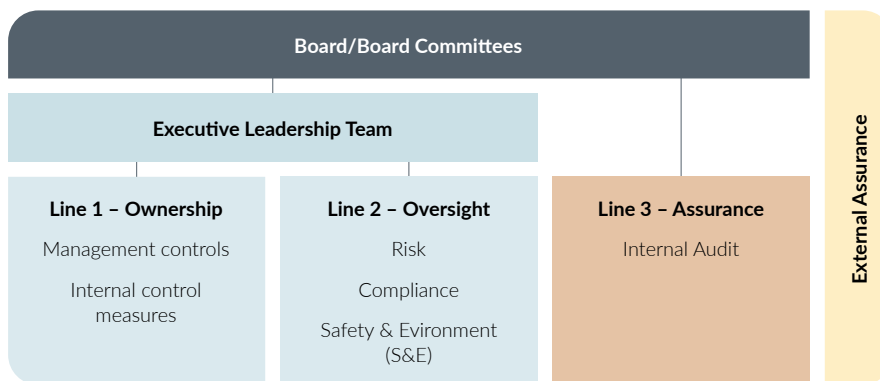 Board/Board Committees
Executive Leadership Team
Line 1 – Ownership
Management controls
Internal control
measures
Line 2 – Oversight
Risk
Compliance
Safety & Evironment
(S&E)
Line 3 – Assurance
Internal Audit
External Assurance